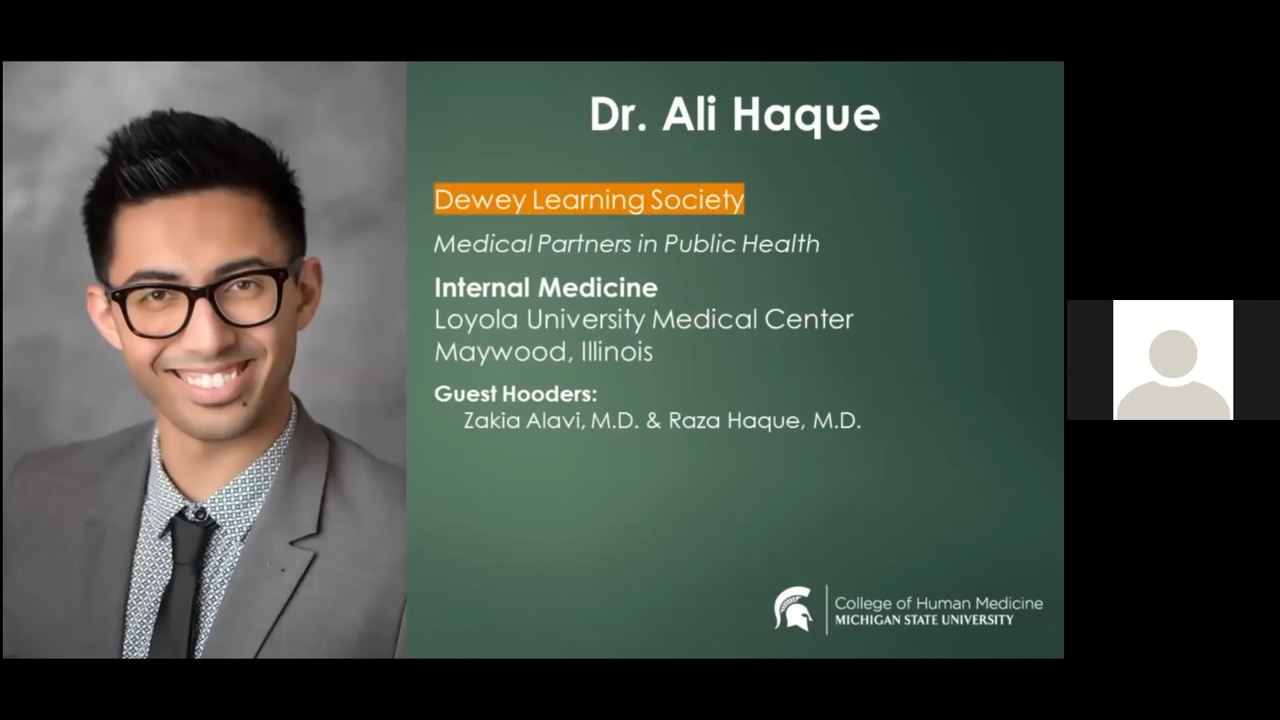 Dr. Ali Haque
Dewey Learning Society
Medical Partners in Public Health
Internal Medicine
Loyola University Medical Center
Maywood, Illinois
Guest Hooders:
Zakia Alavi, M.D. & Raza Haque, M.D.
College of Human Medicine
MICHIGAN STATE UNIVERSITY